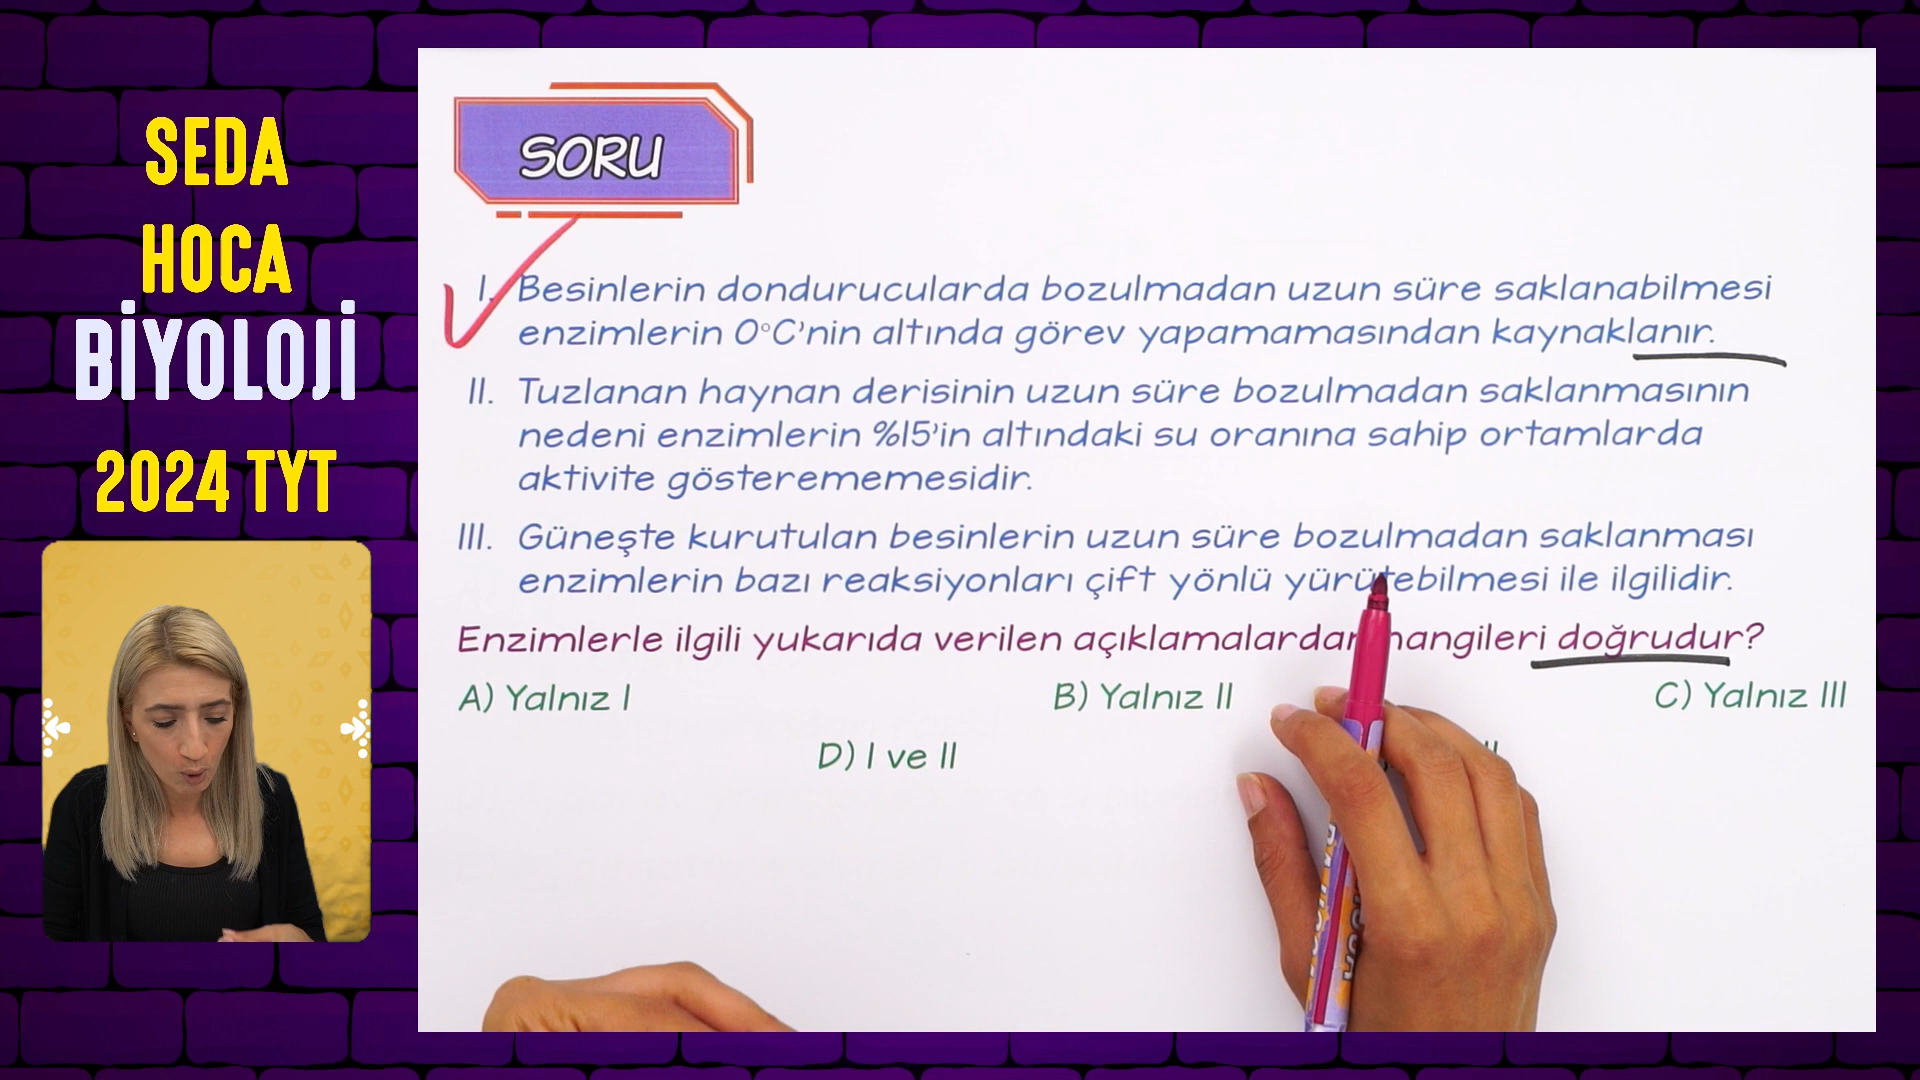 SEDA
HOCA
BİYOLOJİ
2024 TYT
SORU
I. Besinlerin dondurucularda bozulmadan uzun süre saklanabilmesi
enzimlerin 0°C'nin altında görev yapamamasından kaynaklanır.
II. Tuzlanan haynan derisinin uzun süre bozulmadan saklanmasının
nedeni enzimlerin %15'in altındaki su oranına sahip ortamlarda
aktivite gösterememesidir.
III. Güneşte kurutulan besinlerin uzun süre bozulmadan saklanması
enzimlerin bazı reaksiyonları çift yönlü yürütebilmesi ile ilgilidir.
Enzimlerle ilgili yukarıda verilen açıklamalardan hangileri doğrudur?
A) Yalnız I
B) Yalnız II
C) Yalnız III
D) I ve II